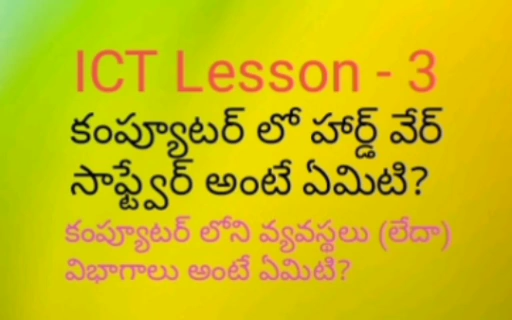 ICT Lesson - 3
కంప్యూటర్ లో హార్డ్ వేర్
సాఫ్ట్వేర్ అంటే ఏమిటి?
కంప్యూటర్ లోని వ్యవస్థలు (లేదా)
విభాగాలు అంటే ఏమిటి?